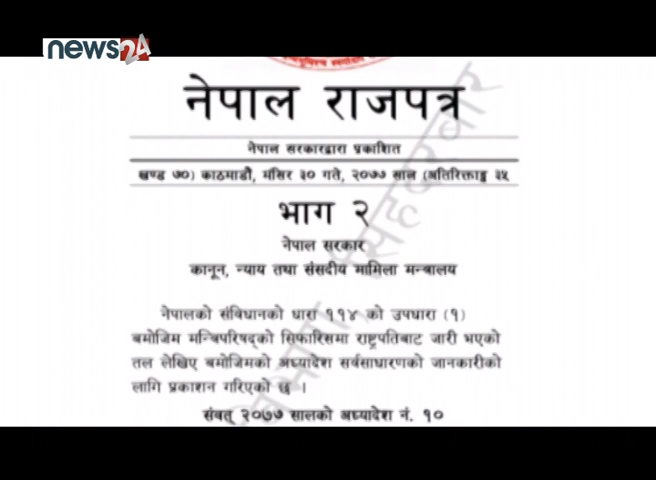 news24
नेपाल राजपत्र
नेपाल सरकारद्वारा प्रकाशित
खण्ड ७०) काठमाडौं, मंसिर ३० गते, २०७७ साल (अतिरिक्ताङ्क ३५
भाग २
नेपाल सरकार
कानून, न्याय तथा संसदीय मामिला मन्त्रालय
नेपालको संविधानको धारा ११४ को उपधारा (१)
बमोजिम मन्त्रिपरिषद्को सिफारिसमा राष्ट्रपतिबाट जारी भएको
तल लेखिए बमोजिमको अध्यादेश सर्वसाधारणको जानकारीको
लागि प्रकाशन गरिएको छ ।
संवत् २०७७ सालको अध्यादेश नं. १०